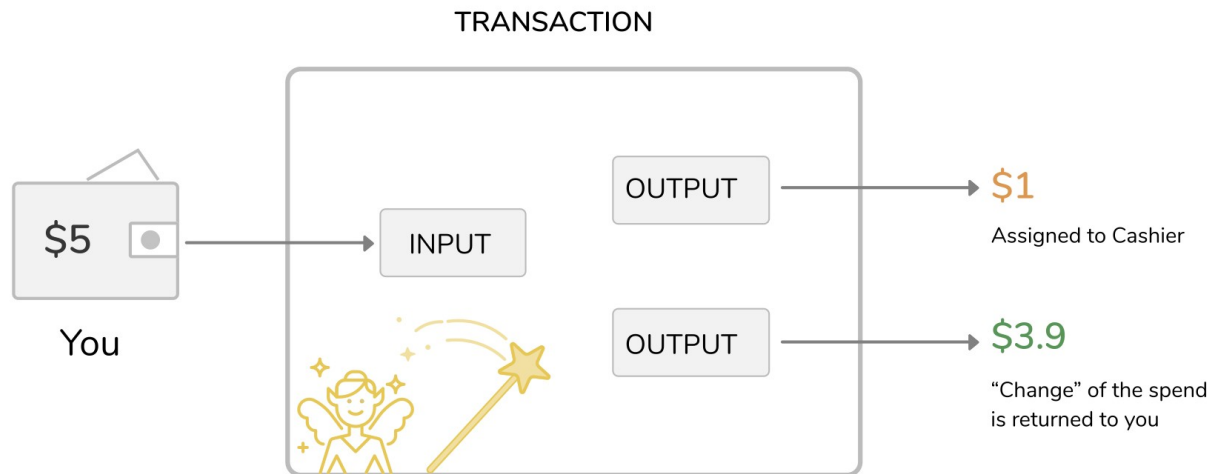 TRANSACTION
$5
You
INPUT
OUTPUT
$1
Assigned to Cashier
OUTPUT
$3.9
“Change” of the spend
is returned to you